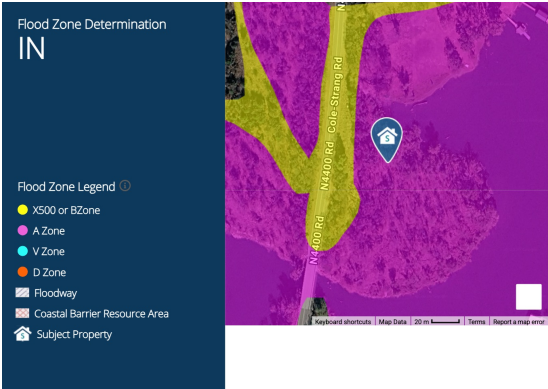 Flood Zone Determination
IN
Flood Zone Legend
X500 or BZone
A Zone
V Zone
D Zone
Floodway
Coastal Barrier Resource Area
Subject Property
N4400 Rd Cole-Strang Rd
N4400 Rd
Keyboard shortcuts Map Data 20 m Terms Report a map error